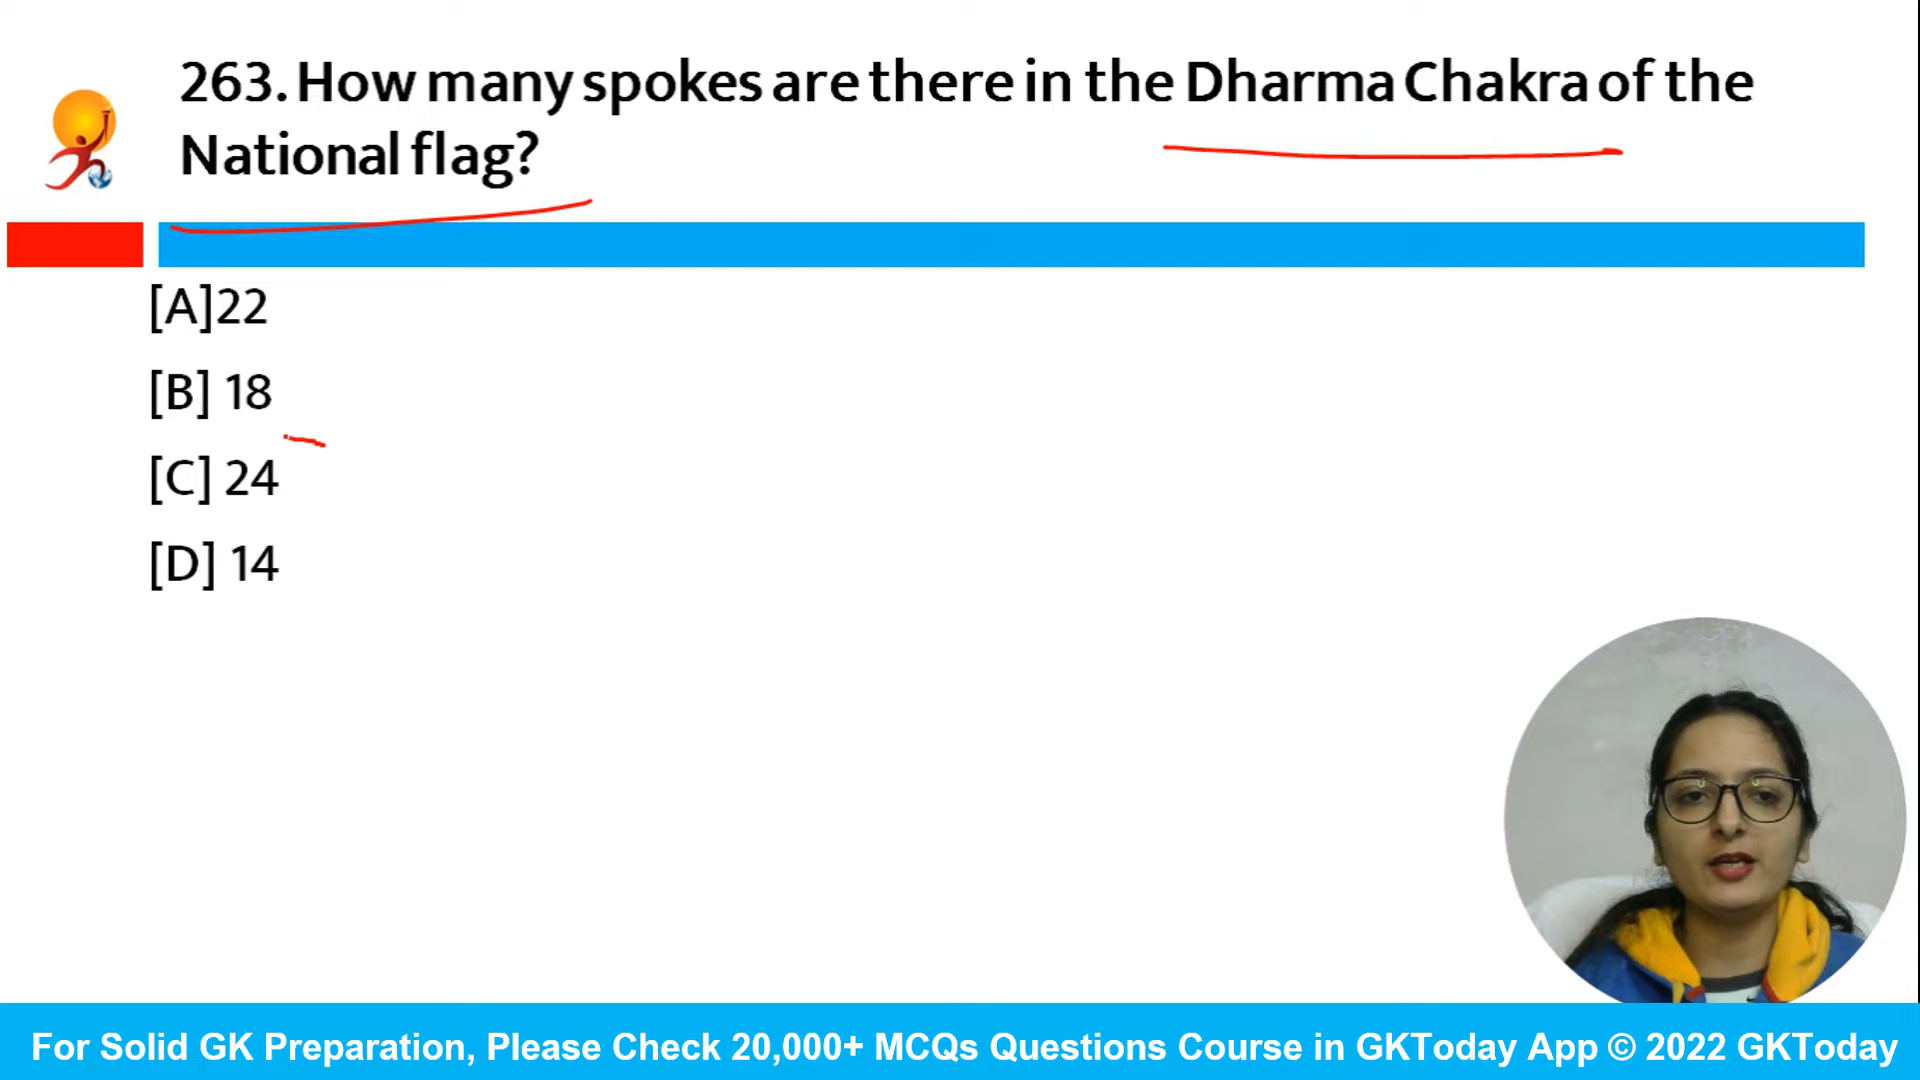 263. How many spokes are there in the Dharma Chakra of the
National flag?
[A]22
[B] 18
[C] 24
[D] 14
For Solid GK Preparation, Please Check 20,000+ MCQs Questions Course in GKToday App © 2022 GKToday